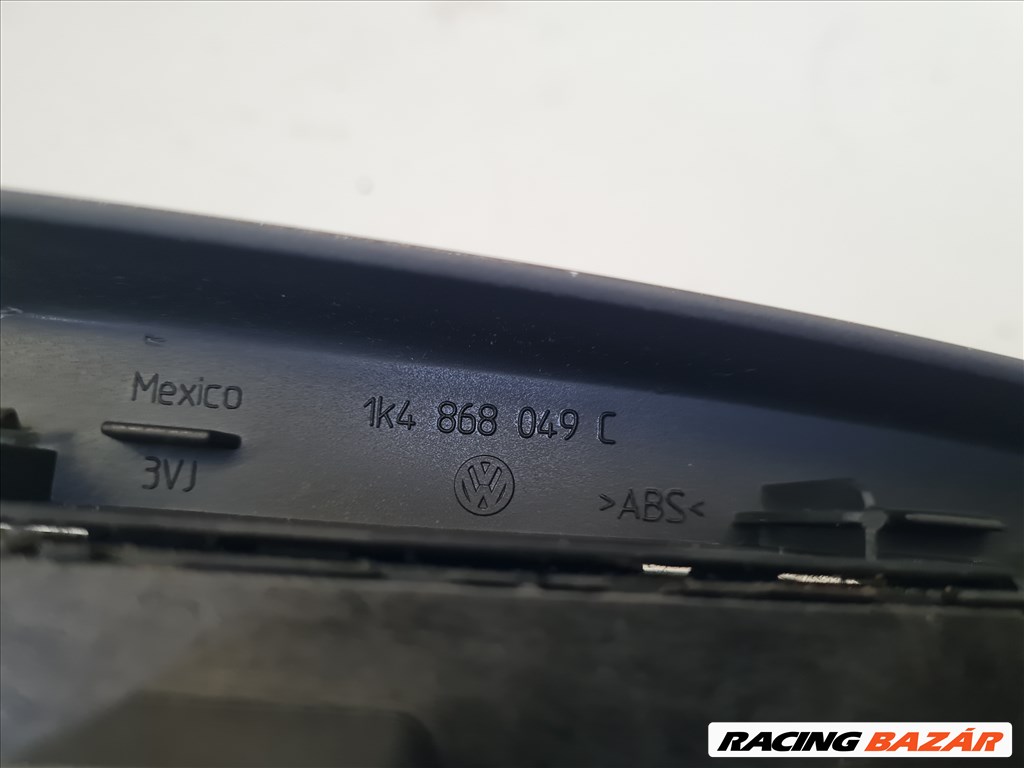 Mexico
1k4 868 049 C
3VJ
>ABS<
RACING BAZÁR